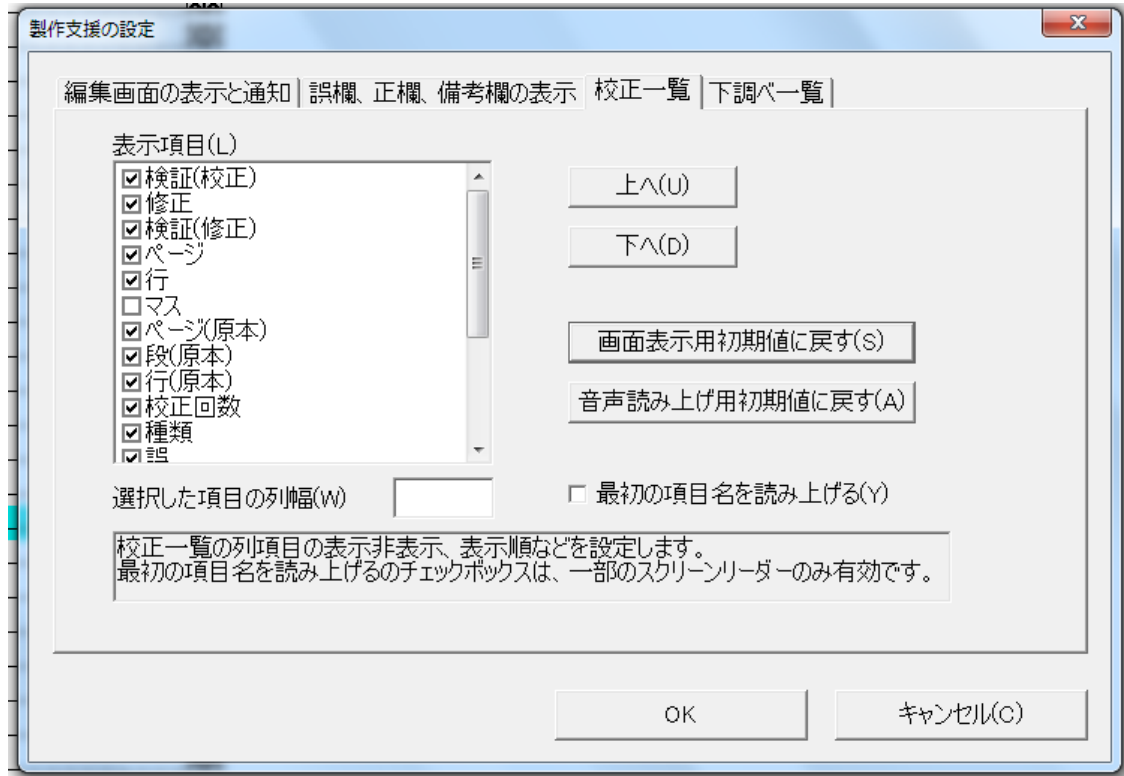 製作支援の設定
編集画面の表示と通知
誤欄、正欄、備考欄の表示
校正一覧
下調べ一覧
表示項目(L)
検証(校正)
修正
検証(修正)
ページ
行
マス
ページ(原本)
段(原本)
行(原本)
校正回数
種類
誤
上へ(U)
下へ(D)
画面表示用初期値に戻す(S)
音声読み上げ用初期値に戻す(A)
選択した項目の列幅(W)
最初の項目名を読み上げる(Y)
校正一覧の列項目の表示非表示、表示順などを設定します。
最初の項目名を読み上げるのチェックボックスは、一部のスクリーンリーダーのみ有効です。
OK
キャンセル(C)